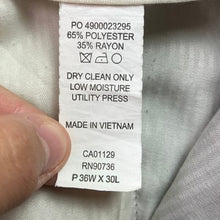 PO 4900023295
65% POLYESTER
35% RAYON
DRY CLEAN ONLY
LOW MOISTURE
UTILITY PRESS
MADE IN VIETNAM
CA01129
RN90736
P 36W X 30L